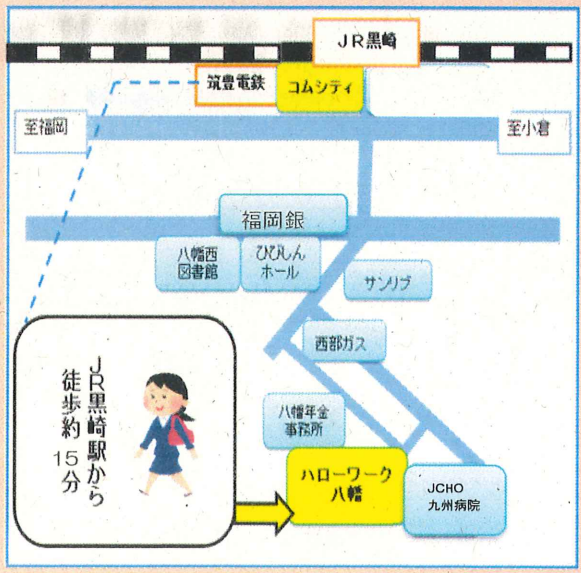 JR黒崎
筑豊電鉄
コムシティ
至福岡
至小倉
福岡銀
八幡西
図書館
ひびしん
ホール
サンリブ
西部ガス
八幡年金
事務所
ハローワーク
八幡
JCHO
九州病院
JR黒崎駅から
徒歩約15分